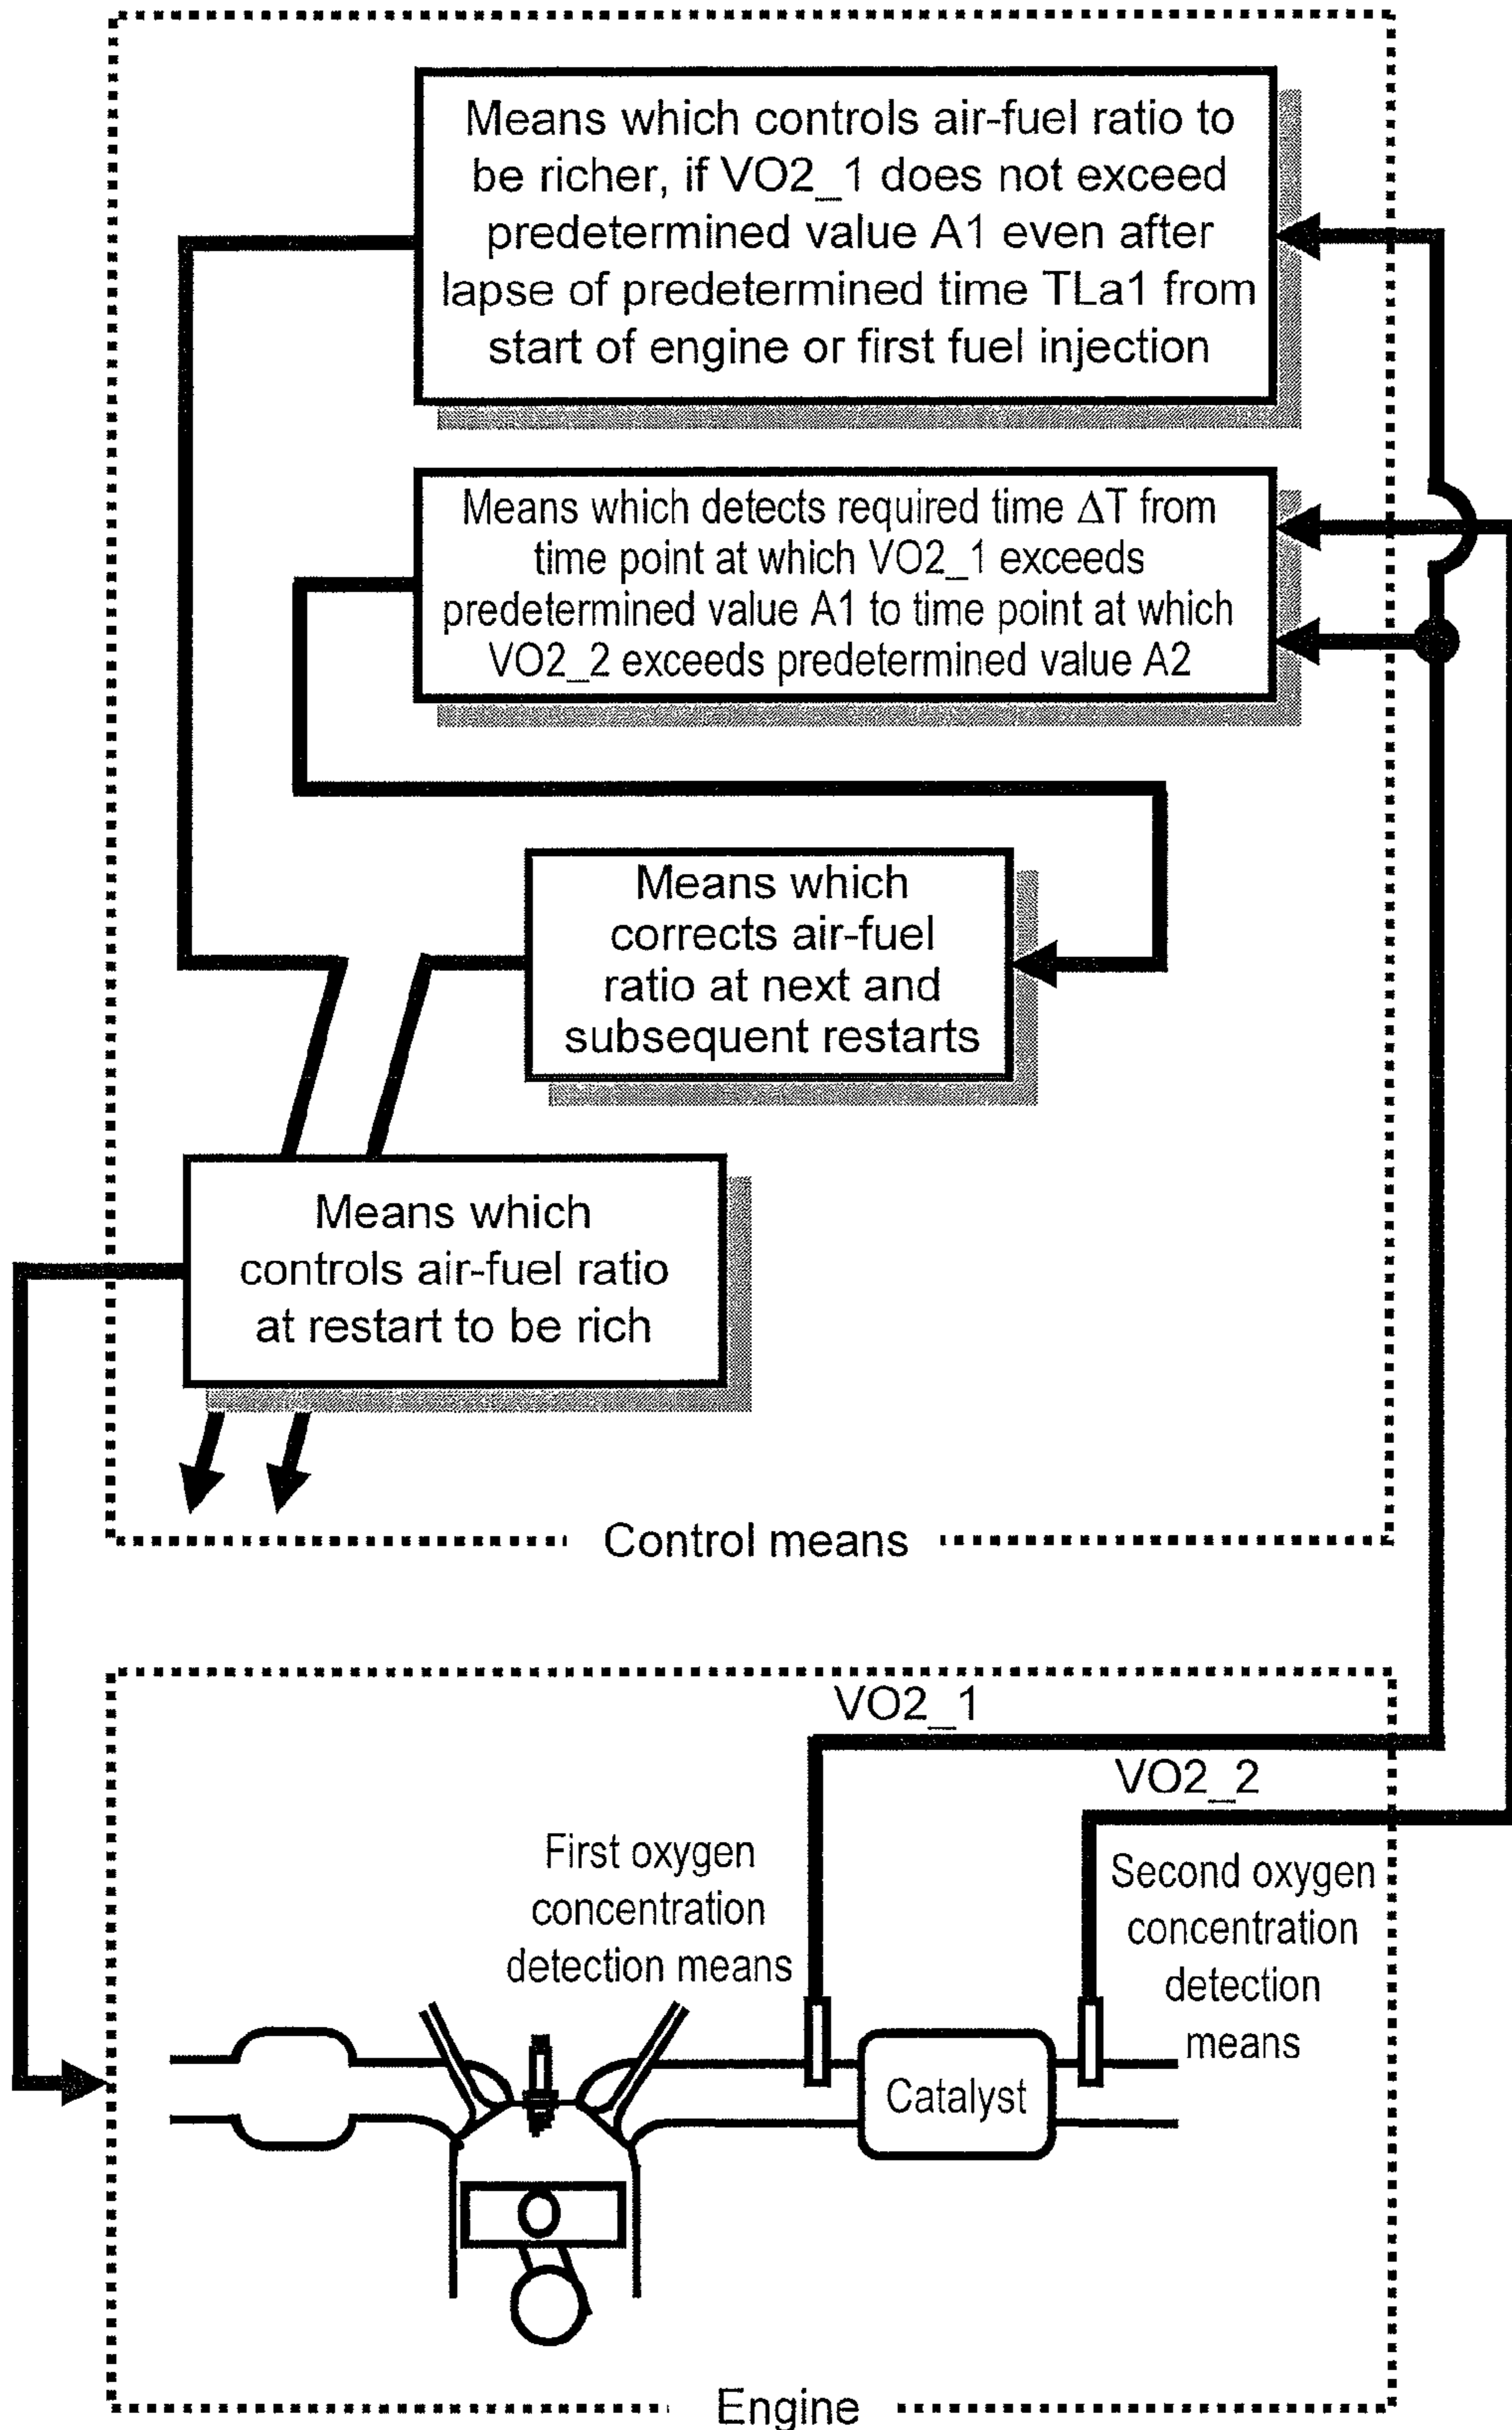 Means which controls air-fuel ratio to
be richer, if VO2_1 does not exceed
predetermined value A1 even after
lapse of predetermined time TLa1 from
start of engine or first fuel injection
Means which detects required time ΔT from
time point at which VO2_1 exceeds
predetermined value A1 to time point at which
VO2_2 exceeds predetermined value A2
Means which
corrects air-fuel
ratio at next and
subsequent restarts
Means which
controls air-fuel ratio
at restart to be rich
Control means
VO2_1
VO2_2
First oxygen
concentration
detection means
Second oxygen
concentration
detection
means
Catalyst
Engine